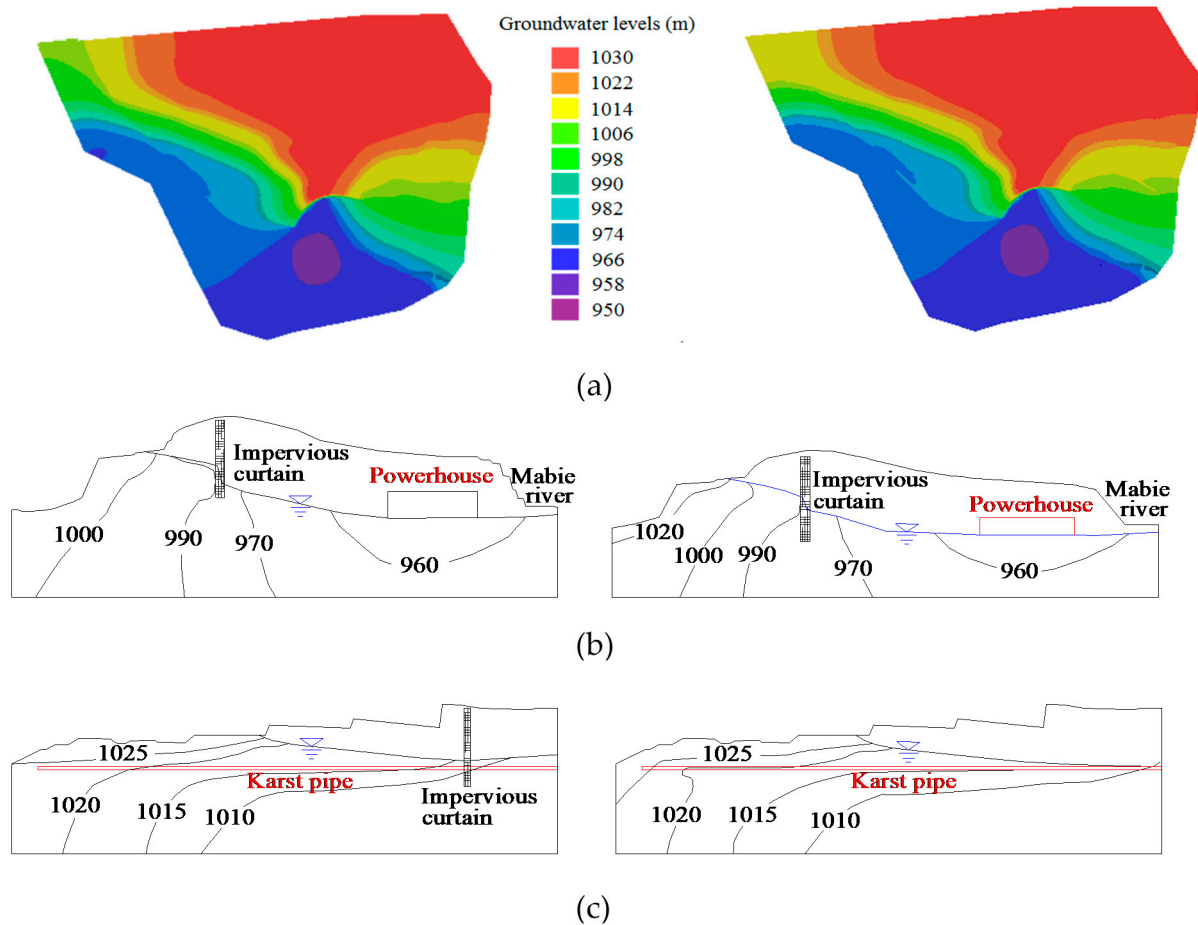 Groundwater levels (m)
1030
1022
1014
1006
998
990
982
974
966
958
950
(a)
Impervious
curtain
Powerhouse
Mabie
river
1000
990
970
960
Impervious
curtain
Powerhouse
Mabie
river
1020
1000
990
970
960
(b)
1025
Karst pipe
1020
1015
1010
Impervious
curtain
1025
Karst pipe
1020
1015
1010
(c)